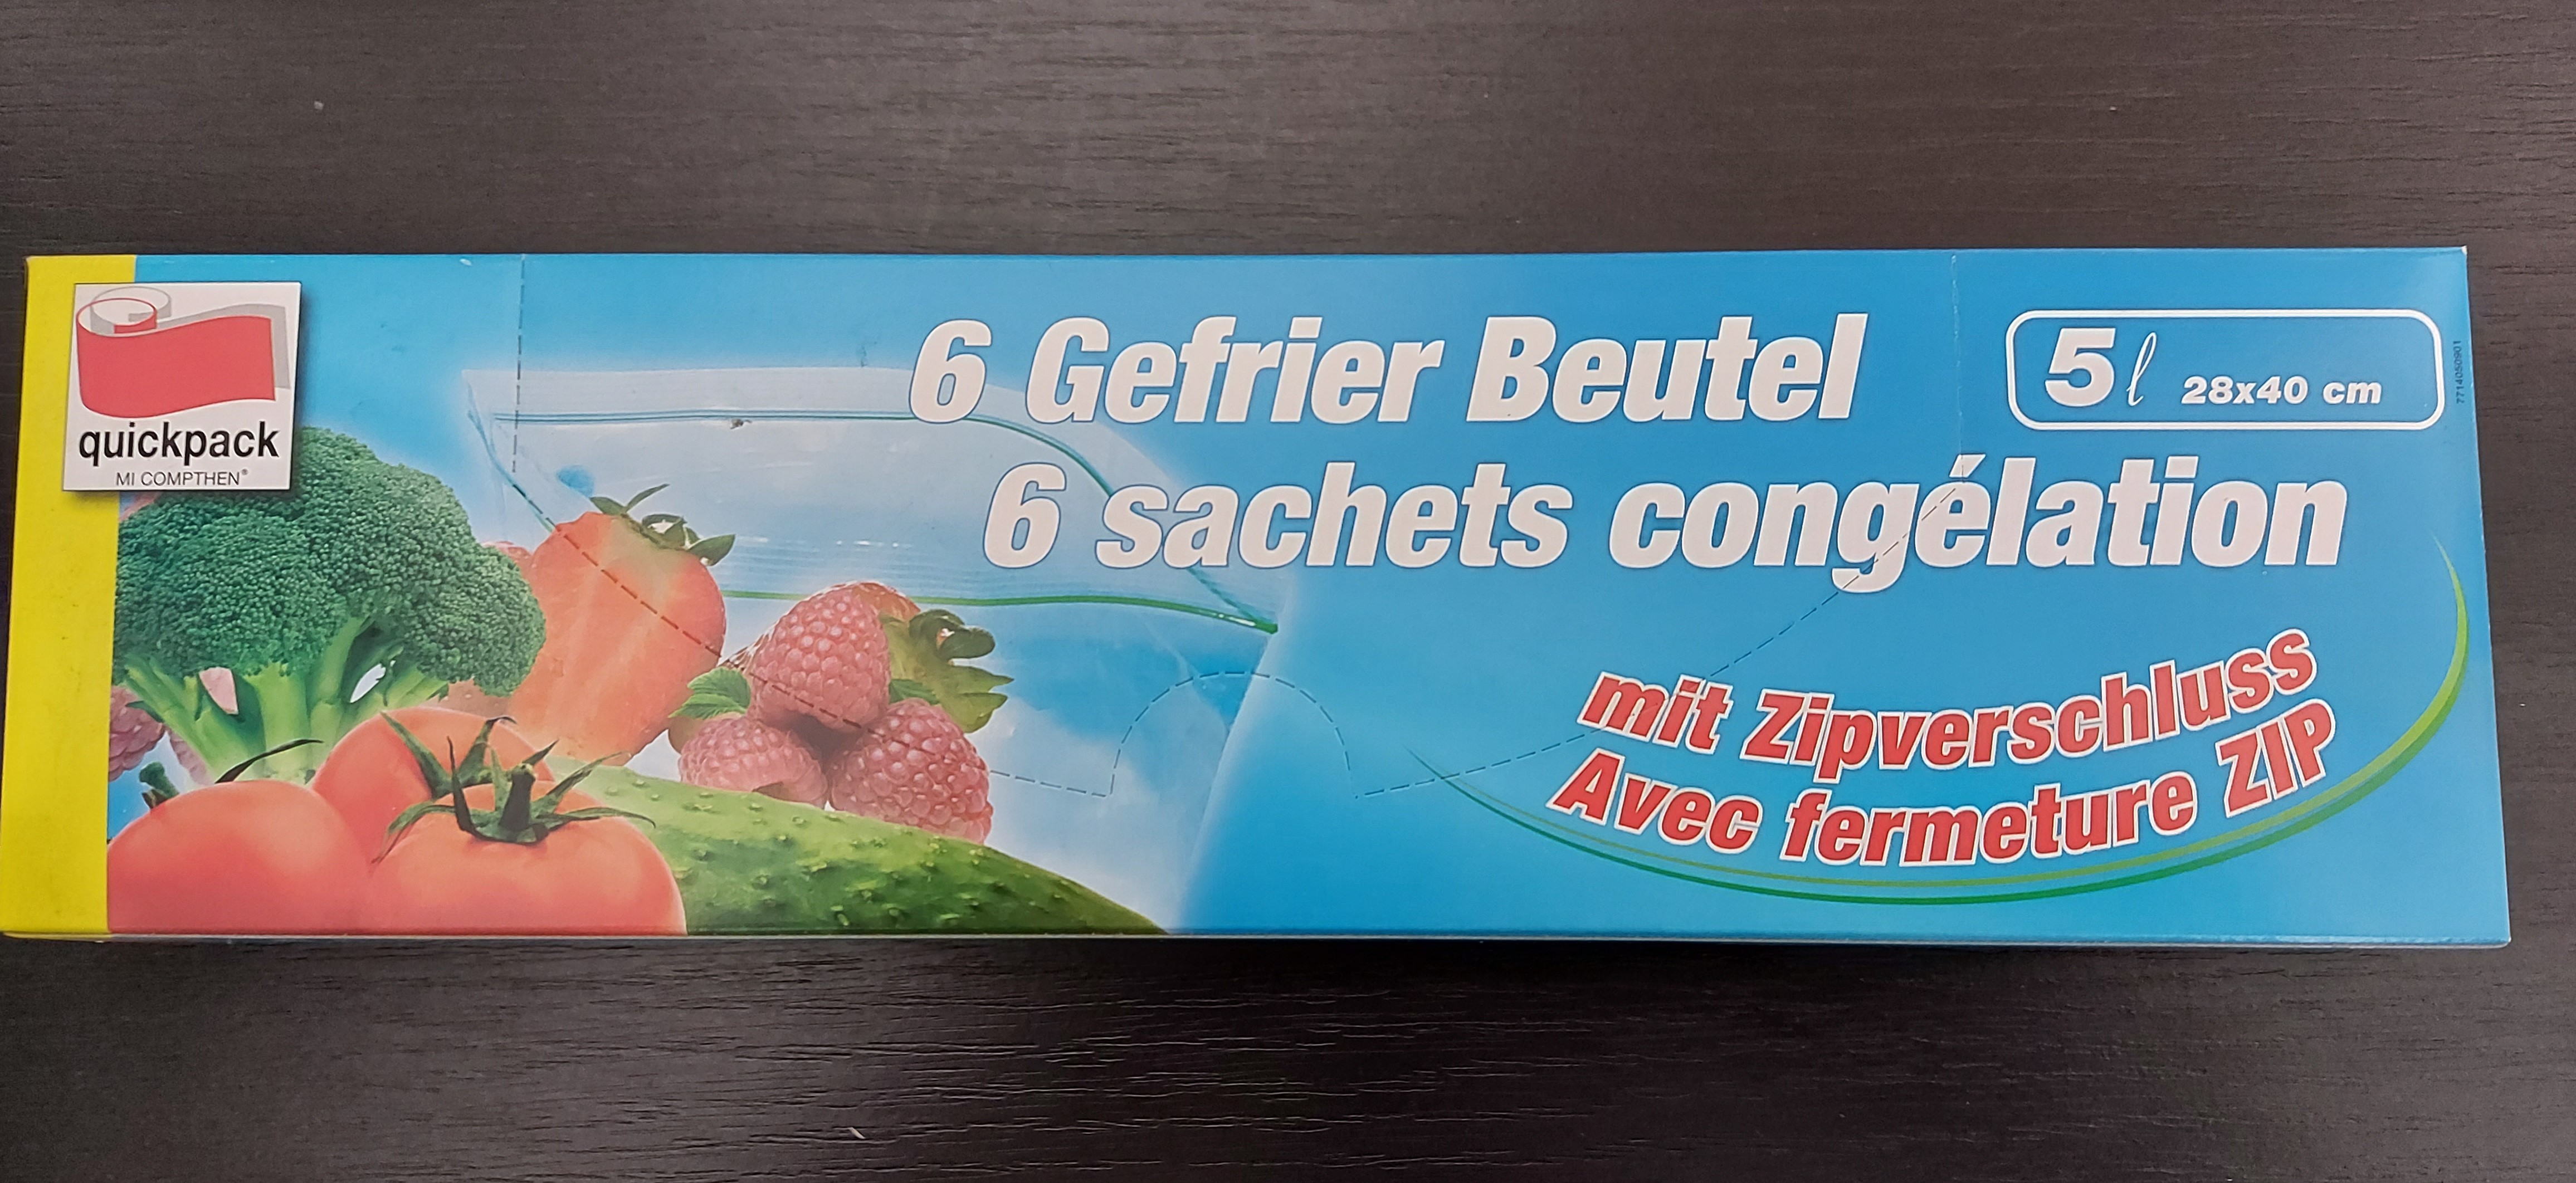 quickpack
MI COMPTHEN®
6 Gefrier Beutel
6 sachets congélation
5 l 28x40 cm
mit Zipverschluss
Avec fermeture ZIP